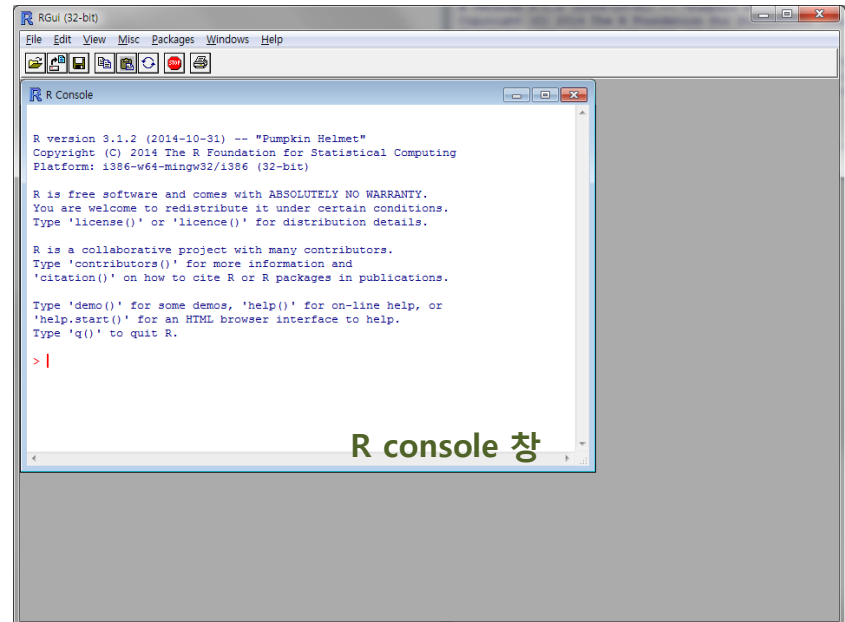 RGui (32-bit)
File Edit View Misc Packages Windows Help
STOP
R Console
R version 3.1.2 (2014-10-31) -- "Pumpkin Helmet"
Copyright (C) 2014 The R Foundation for Statistical Computing
Platform: i386-w64-mingw32/i386 (32-bit)
R is free software and comes with ABSOLUTELY NO WARRANTY.
You are welcome to redistribute it under certain conditions.
Type 'license()' or 'licence()' for distribution details.
R is a collaborative project with many contributors.
Type 'contributors()' for more information and
'citation()' on how to cite R or R packages in publications.
Type 'demo()' for some demos, 'help()' for on-line help, or
'help.start()' for an HTML browser interface to help.
Type 'q()' to quit R.
>
R console 창